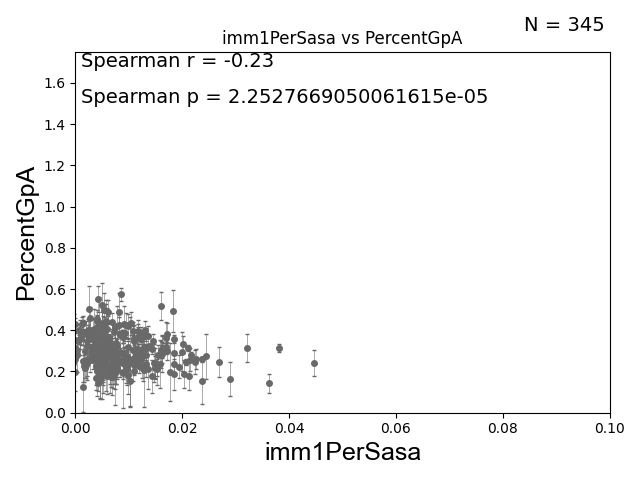 N = 345
imm1PerSasa vs PercentGpA
Spearman r = -0.23
Spearman p = 2.2527669050061615e-05
PercentGpA
1.6
1.4
1.2
1.0
0.8
0.6
0.4
0.2
0.0
0.00 0.02 0.04 0.06 0.08 0.10
imm1PerSasa